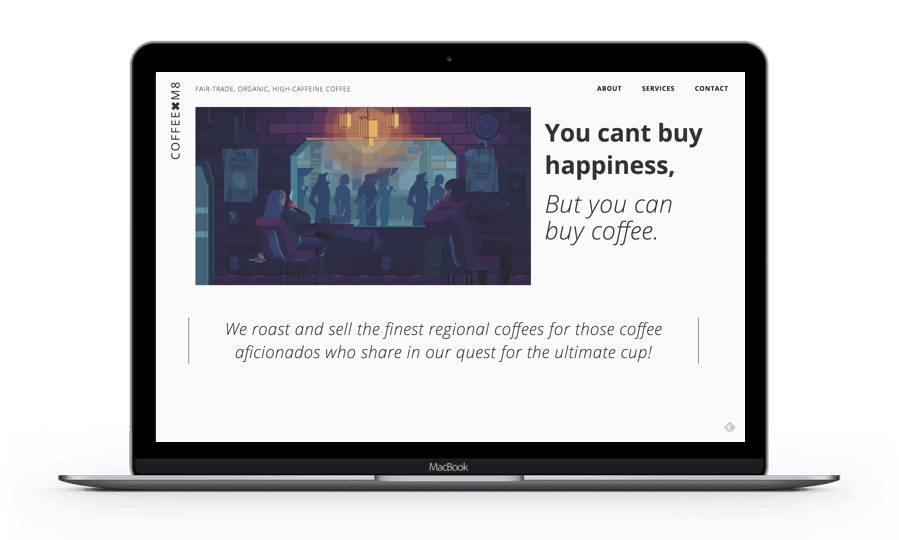 COFFEE✖M8
FAIR-TRADE, ORGANIC, HIGH-CAFFEINE COFFEE
ABOUT SERVICES CONTACT
You cant buy
happiness,
But you can
buy coffee.
We roast and sell the finest regional coffees for those coffee
aficionados who share in our quest for the ultimate cup!
MacBook